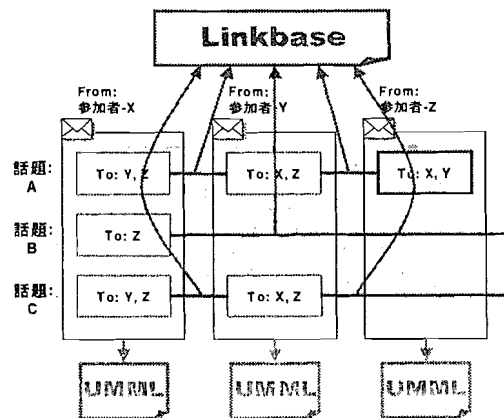 Linkbase
From:
参加者-X
From:
参加者-Y
From:
参加者-Z
話題:
A
To: Y, Z
To: X, Z
To: X, Y
話題:
B
To: Z
話題:
C
To: Y, Z
To: X, Z
UMML
UMML
UMML